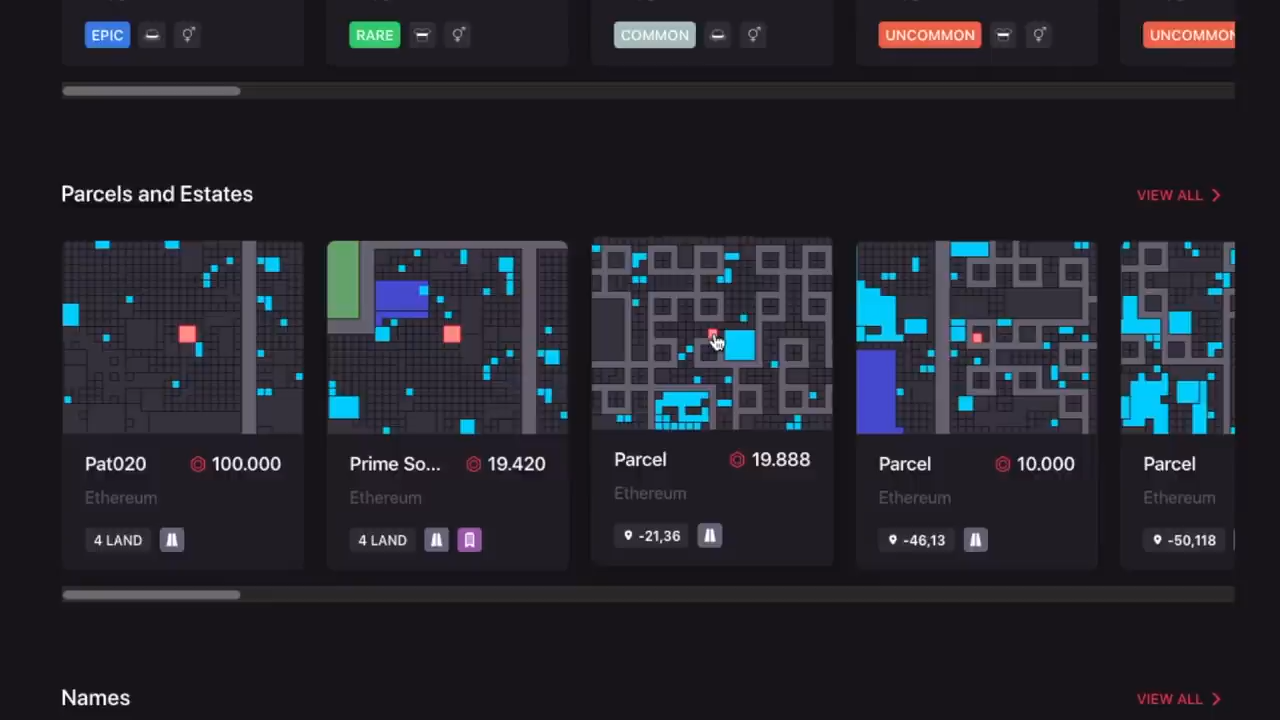 EPIC
RARE
COMMON
UNCOMMON
UNCOMMON
Parcels and Estates
VIEW ALL
Pat020
100.000
Ethereum
4 LAND
Prime So...
19.420
Ethereum
4 LAND
Parcel
19.888
Ethereum
-21,36
Parcel
10.000
Ethereum
-46,13
Parcel
Ethereum
-50,118
Names
VIEW ALL